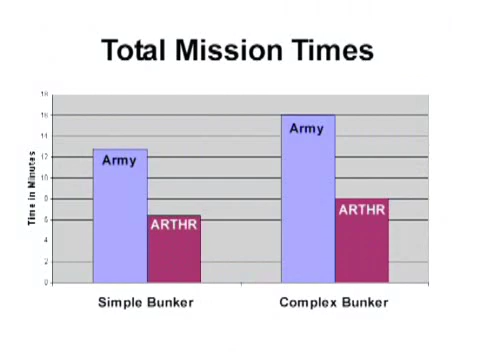 Total Mission Times
18
16
14
12
10
8
6
4
2
0
Time in Minutes
Army
ARTHR
Army
ARTHR
Simple Bunker
Complex Bunker